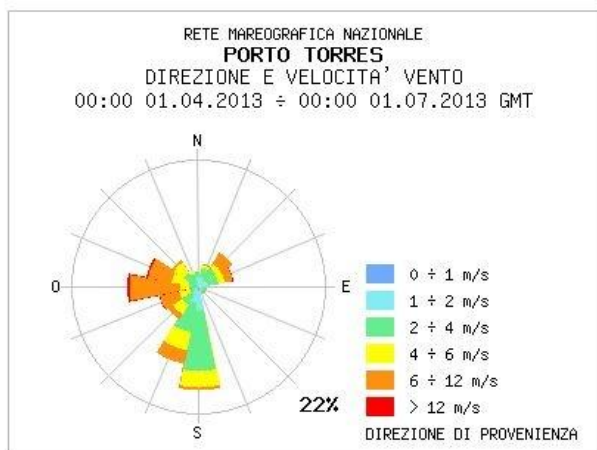 RETE MAREOGRAFICA NAZIONALE
PORTO TORRES
DIREZIONE E VELOCITA' VENTO
00:00 01.04.2013 ÷ 00:00 01.07.2013 GMT
N
O
E
S
22%
0 ÷ 1 m/s
1 ÷ 2 m/s
2 ÷ 4 m/s
4 ÷ 6 m/s
6 ÷ 12 m/s
> 12 m/s
DIREZIONE DI PROVENIENZA